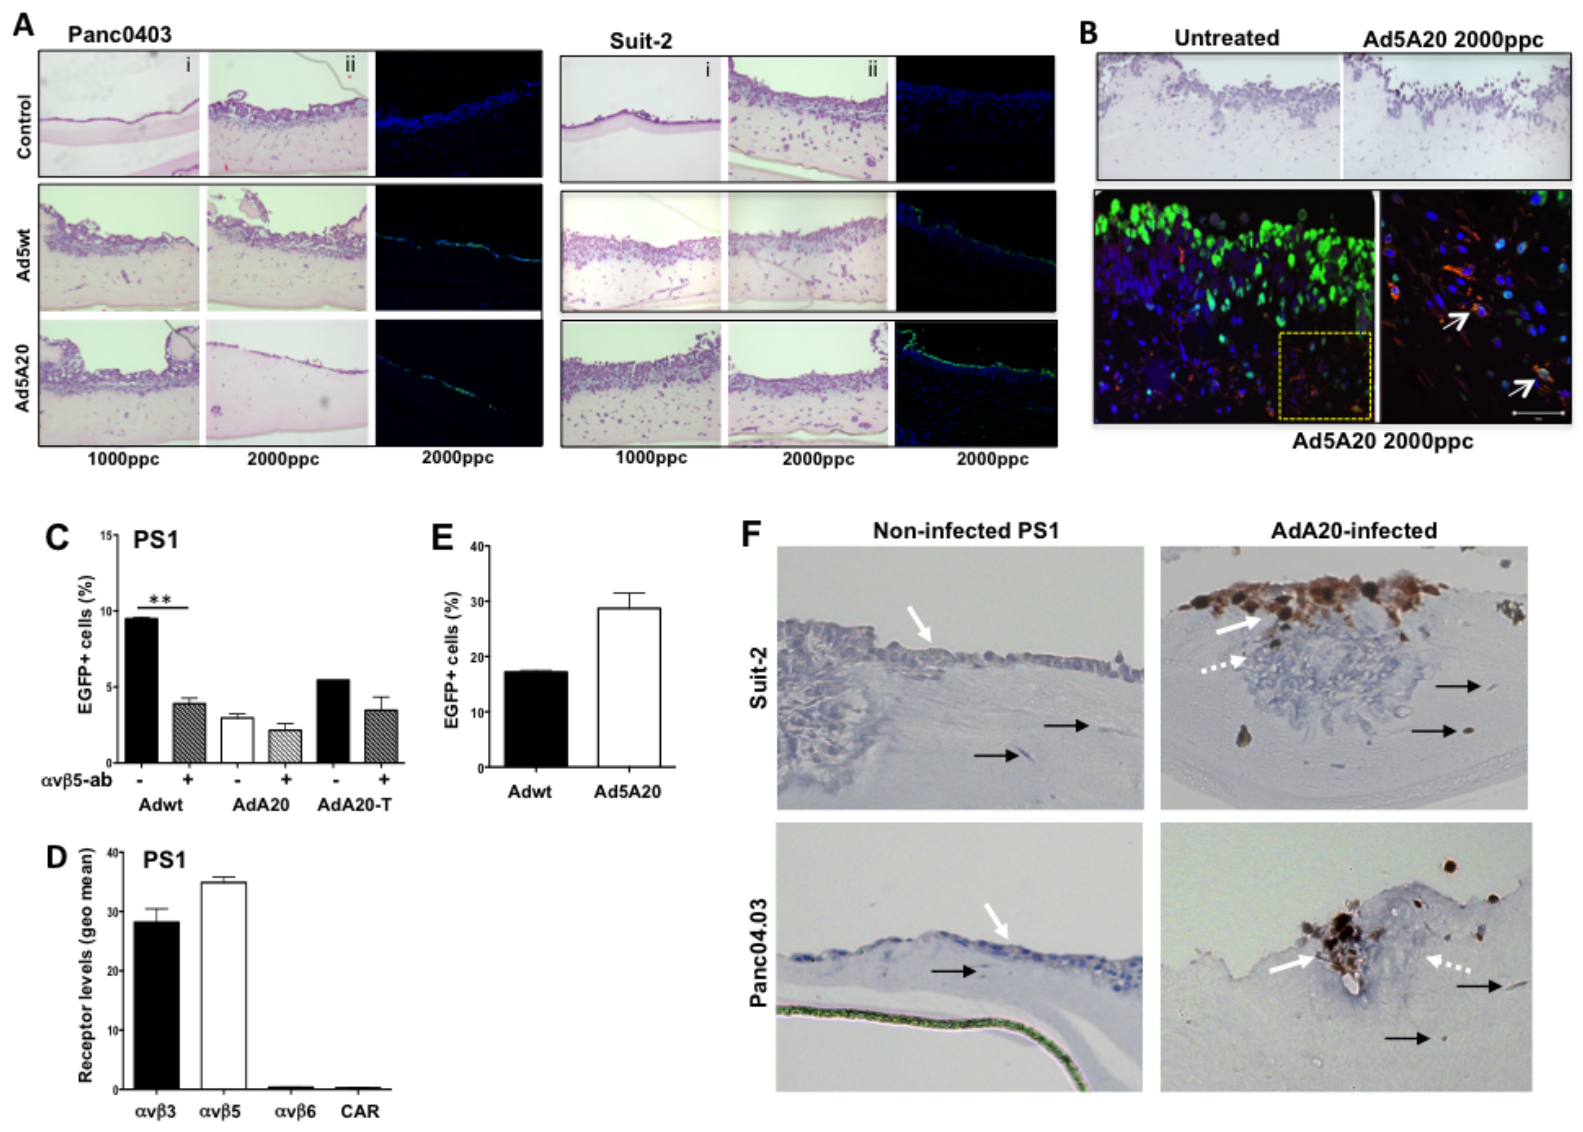 A
Panc0403
Suit-2
i
ii
i
ii
Control
Ad5wt
Ad5A20
1000ppc
2000ppc
2000ppc
1000ppc
2000ppc
2000ppc
B
Untreated
Ad5A20 2000ppc
Ad5A20 2000ppc
C
PS1
EGFP+ cells (%)
15
10
5
0
**
αvβ5-ab
- + - + - +
Adwt
AdA20
AdA20-T
D
PS1
Receptor levels (geo mean)
40
30
20
10
0
αvβ3
αvβ5
αvβ6
CAR
E
EGFP+ cells (%)
40
30
20
10
0
Adwt
Ad5A20
F
Non-infected PS1
AdA20-infected
Suit-2
Panc04.03